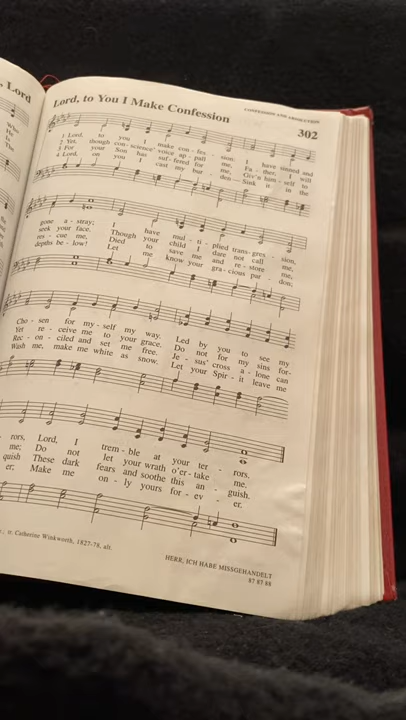 , Lord
Who
He
Is
The
Lord, to You I Make Confession
CONFESSION AND ABSOLUTION
302
1 Lord, to you I make con - fes - sion: I have sinned and
2 Yet, though con - science' voice ap - pall me, Fa - ther, I will
3 For your Son has suf - fered for me, Giv'n him - self to
4 Lord, on you I cast my bur - den— Sink it in the
gone a - stray; I have mul - ti - plied trans - gres - sion,
seek your face. Though your child I dare not call me,
res - cue me, Died to save me and re - store me,
depths be - low! Let me know your gra - cious par - don;
Cho - sen for my - self my way. Led by you to see my
Yet re - ceive me to your grace. Do not for my sins for-
Rec - on - ciled and set me free. Je - sus' cross a - lone can
Wash me, make me white as snow. Let your Spir - it leave me
- rors, Lord, I trem - ble at your ter - rors.
me; Do not let your wrath o'er - take me.
quish These dark fears and soothe this an - guish.
er; Make me on - ly yours for - ev - er.
tr. Catherine Winkworth, 1827-78, alt.
HERR, ICH HABE MISSGEHANDELT
87 87 88